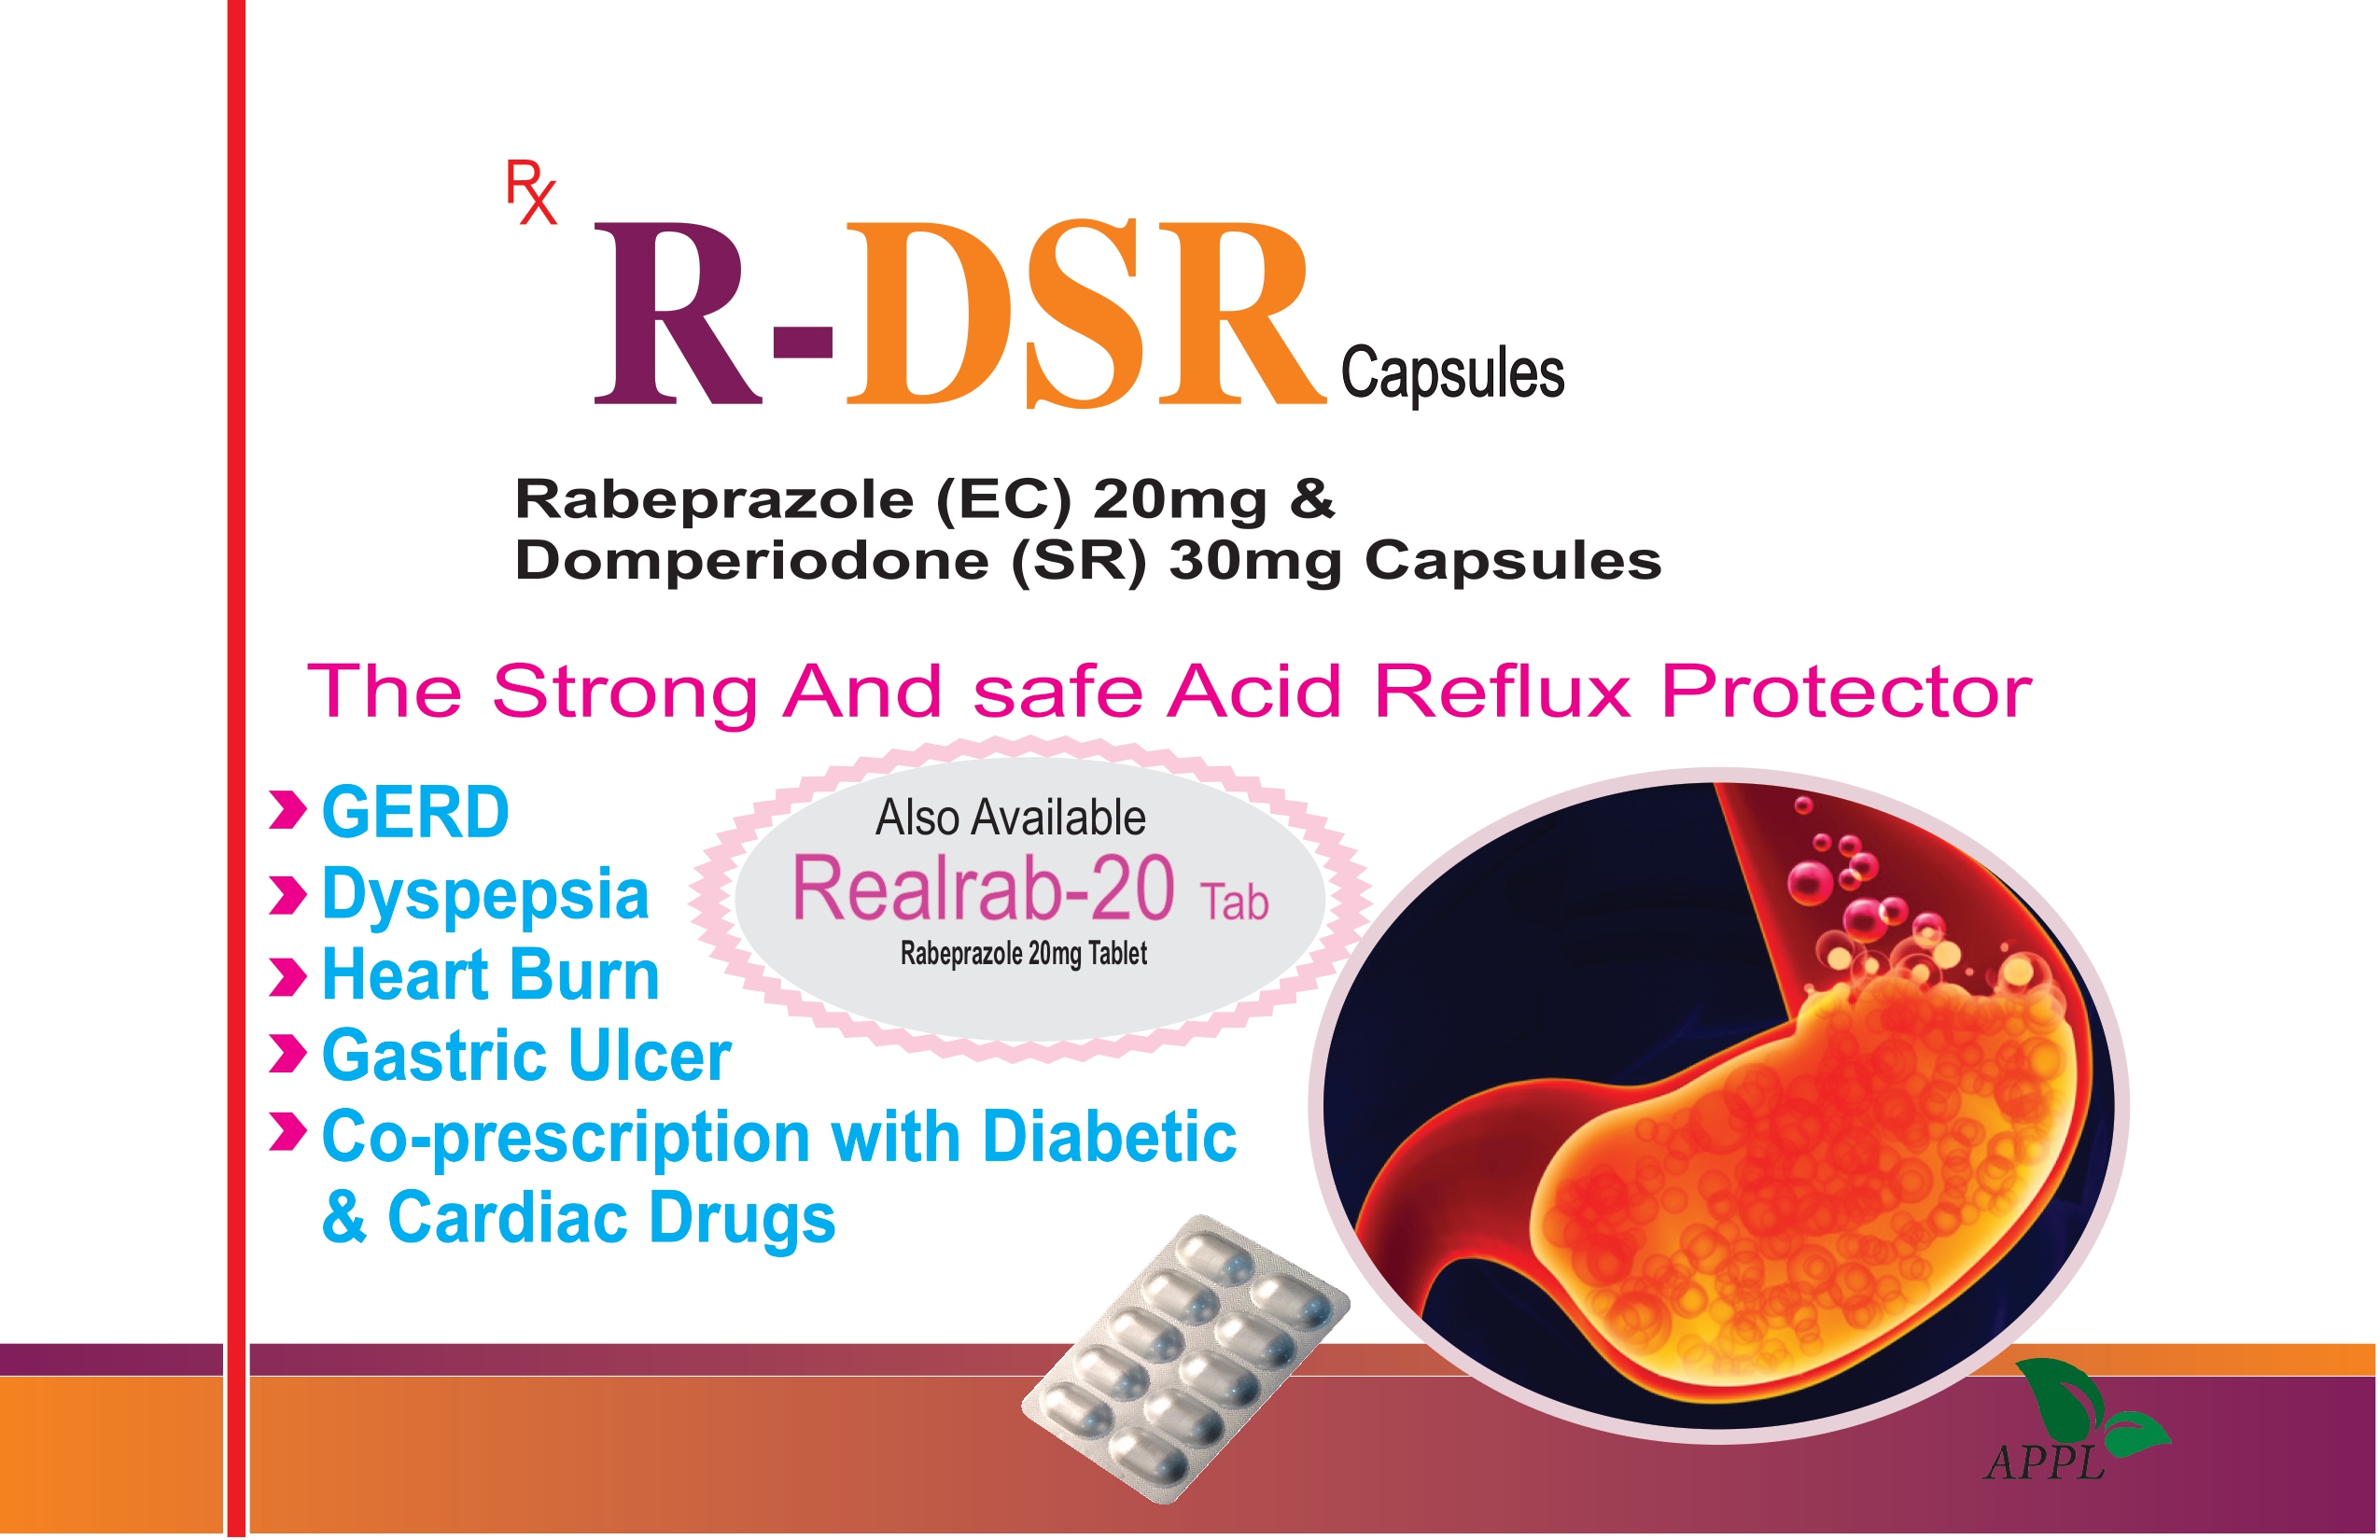 Rx
R-DSR Capsules
Rabeprazole (EC) 20mg &
Domperiodone (SR) 30mg Capsules
The Strong And safe Acid Reflux Protector
GERD
Dyspepsia
Heart Burn
Gastric Ulcer
Co-prescription with Diabetic
& Cardiac Drugs
Also Available
Realrab-20 Tab
Rabeprazole 20mg Tablet
APPL